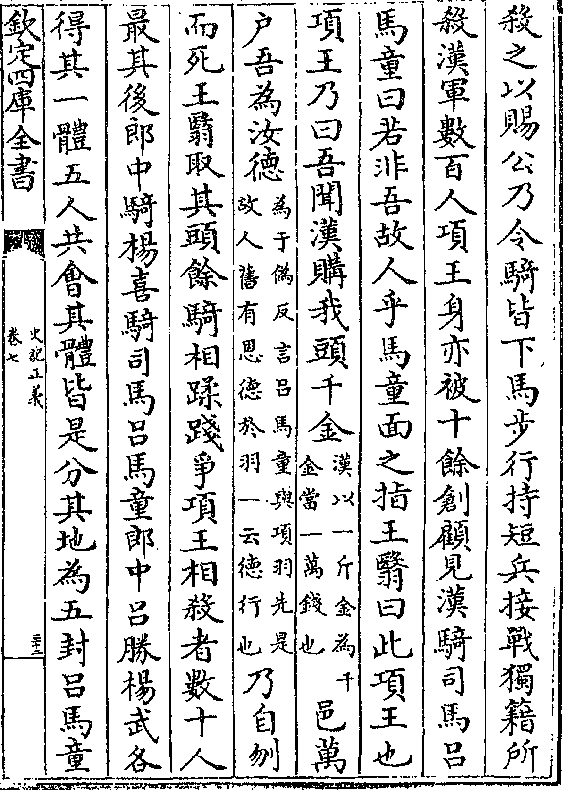 殺之以賜公乃令騎皆下馬步行持短兵接戰獨籍所
殺漢軍數百人項王身亦被十餘創顧見漢騎司馬吕
馬童曰若非吾故人乎馬童面之指王翳曰此項王也
項王乃曰吾聞漢購我頭千金
漢以一斤金為千
金當一萬錢也
邑萬
户吾為汝德
為于偽反言吕馬童與項羽先是
故人舊有恩德於羽一云德行也
乃自刎
而死王翳取其頭餘騎相蹂踐爭項王相殺者數十人
最其後郎中騎楊喜騎司馬吕馬童郎中吕勝楊武各
得其一體五人共會其體皆是分其地為五封吕馬童
欽定四庫全書
史記正義
卷七
三十二